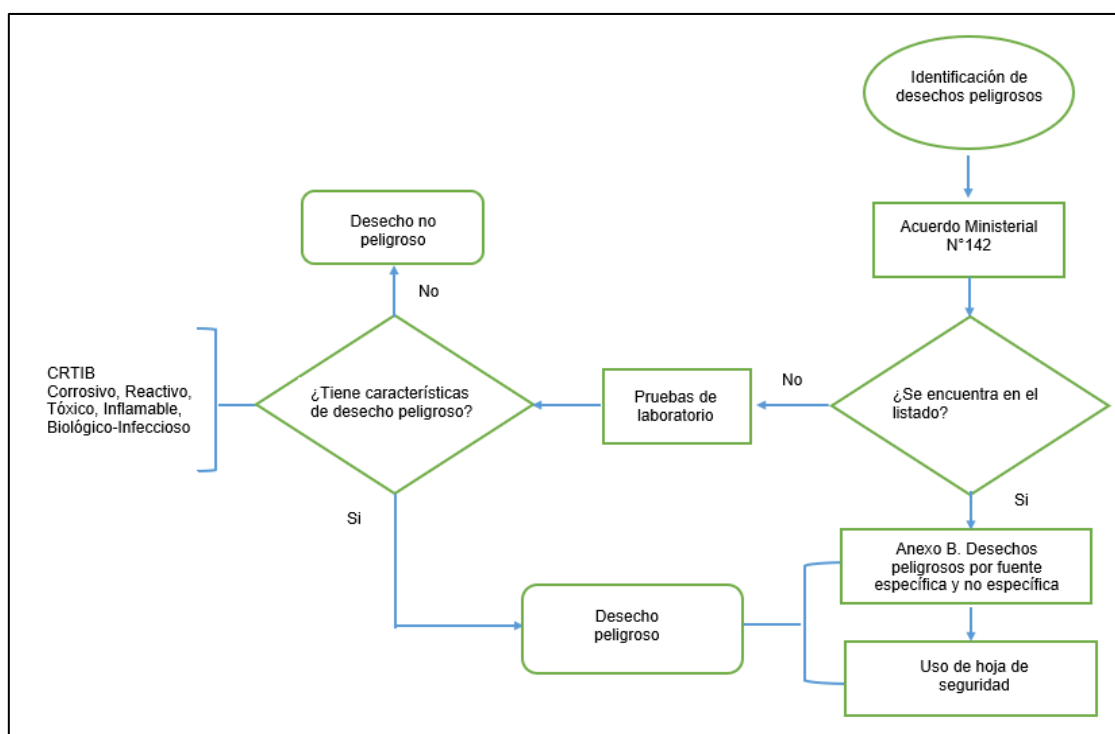 Identificación de
desechos peligrosos
Acuerdo Ministerial
N°142
¿Se encuentra en el
listado?
No
Pruebas de
laboratorio
¿Tiene características
de desecho peligroso?
No
Desecho no
peligroso
CRTIB
Corrosivo, Reactivo,
Tóxico, Inflamable,
Biológico-Infeccioso
Si
Desecho
peligroso
Si
Anexo B. Desechos
peligrosos por fuente
específica y no específica
Uso de hoja de
seguridad